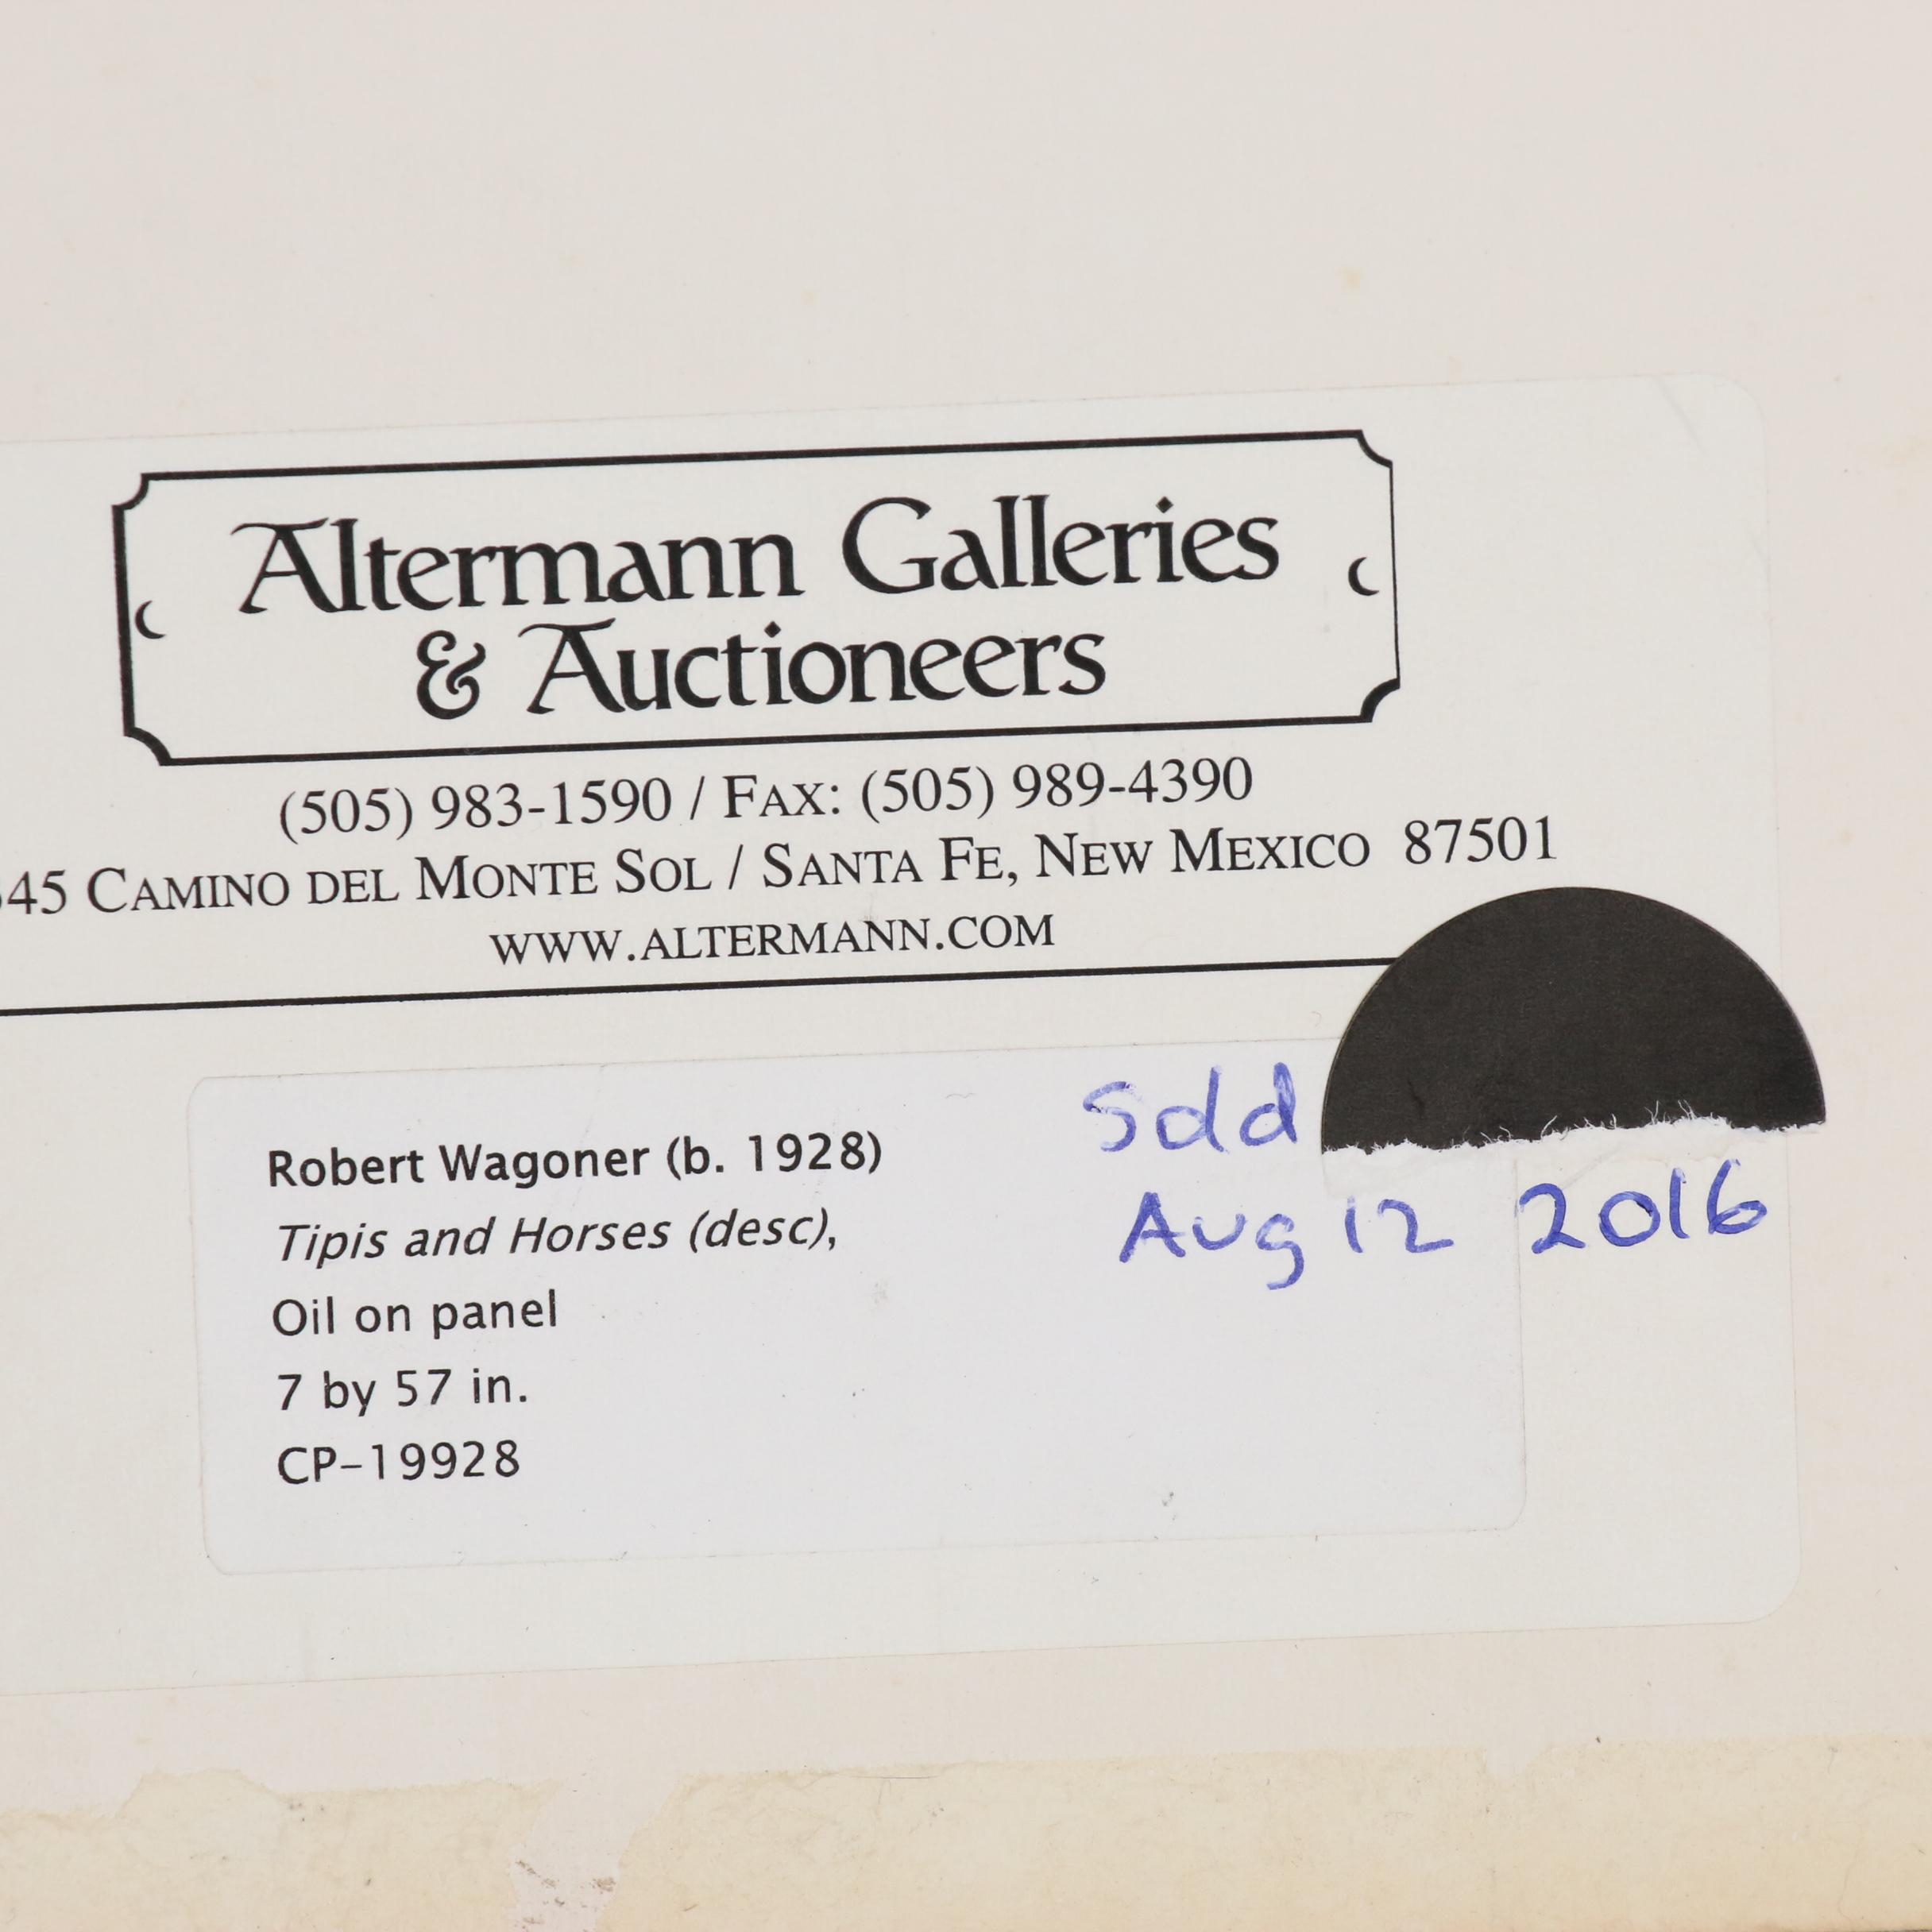 Altermann Galleries
& Auctioneers
(505) 983-1590 / FAX: (505) 989-4390
45 CAMINO DEL MONTE SOL / SANTA FE, NEW MEXICO 87501
WWW.ALTERMANN.COM
Sold
Aug 12 2016
Robert Wagoner (b. 1928)
Tipis and Horses (desc),
Oil on panel
7 by 57 in.
CP-19928